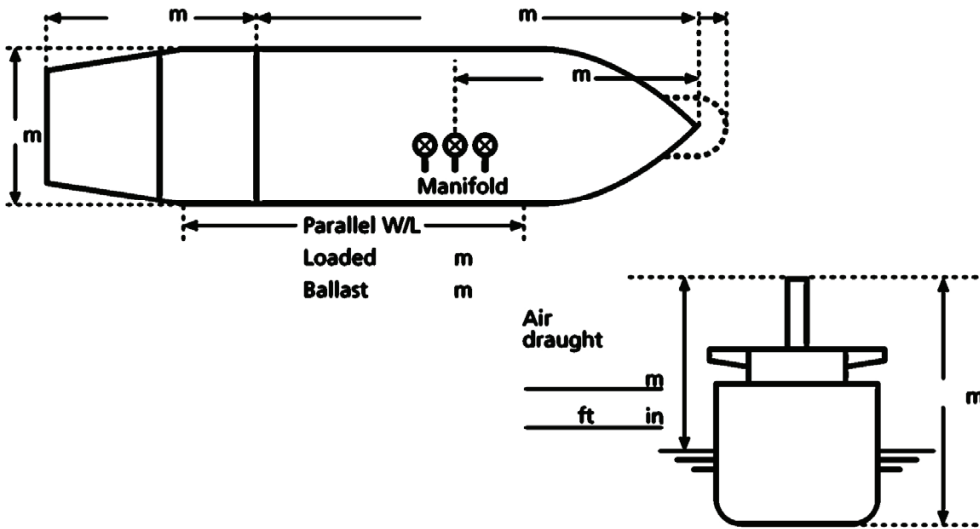 m
m
m
m
Manifold
Parallel W/L
Loaded m
Ballast m
Air
draught
m
ft in
m